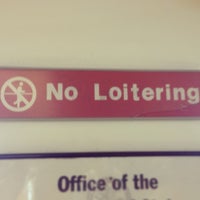 No Loitering
Office of the